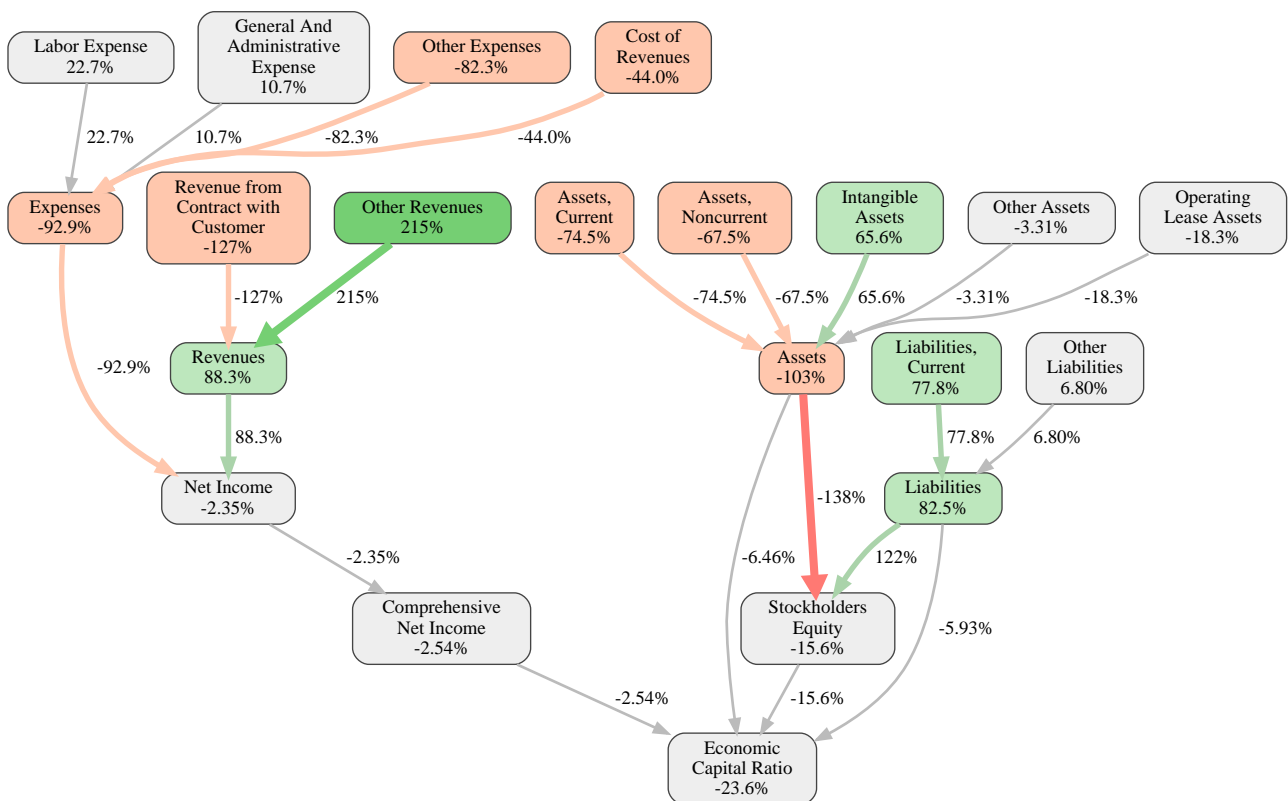 Labor Expense
22.7%
General And
Administrative
Expense
10.7%
Other Expenses
-82.3%
Cost of
Revenues
-44.0%
22.7%
10.7%
-82.3%
-44.0%
Expenses
-92.9%
Revenue from
Contract with
Customer
-127%
Other Revenues
215%
Assets,
Current
-74.5%
Assets,
Noncurrent
-67.5%
Intangible
Assets
65.6%
Other Assets
-3.31%
Operating
Lease Assets
-18.3%
-127%
215%
-74.5%
-67.5%
65.6%
-3.31%
-18.3%
-92.9%
Revenues
88.3%
Assets
-103%
Liabilities,
Current
77.8%
Other
Liabilities
6.80%
88.3%
77.8%
6.80%
Net Income
-2.35%
-138%
Liabilities
82.5%
-2.35%
-6.46%
122%
Comprehensive
Net Income
-2.54%
Stockholders
Equity
-15.6%
-5.93%
-2.54%
-15.6%
Economic
Capital Ratio
-23.6%